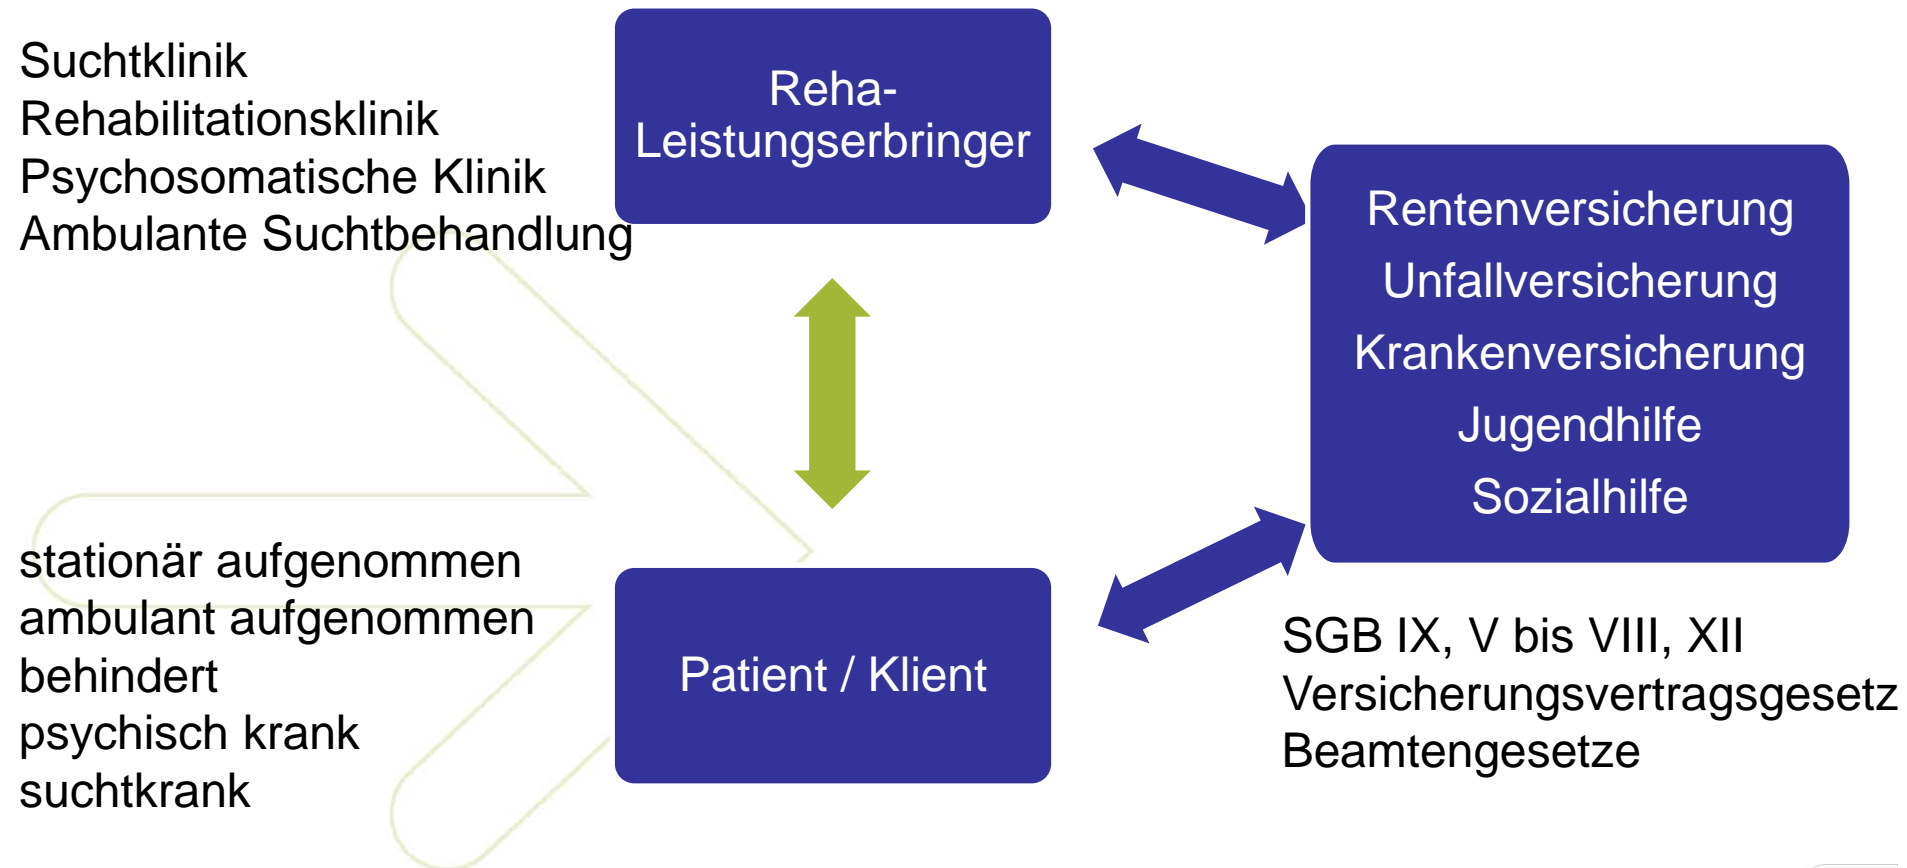 Suchtklinik
Rehabilitationsklinik
Psychosomatische Klinik
Ambulante Suchtbehandlung
Reha-
Leistungserbringer
Rentenversicherung
Unfallversicherung
Krankenversicherung
Jugendhilfe
Sozialhilfe
stationär aufgenommen
ambulant aufgenommen
behindert
psychisch krank
suchtkrank
Patient / Klient
SGB IX, V bis VIII, XII
Versicherungsvertragsgesetz
Beamtengesetze